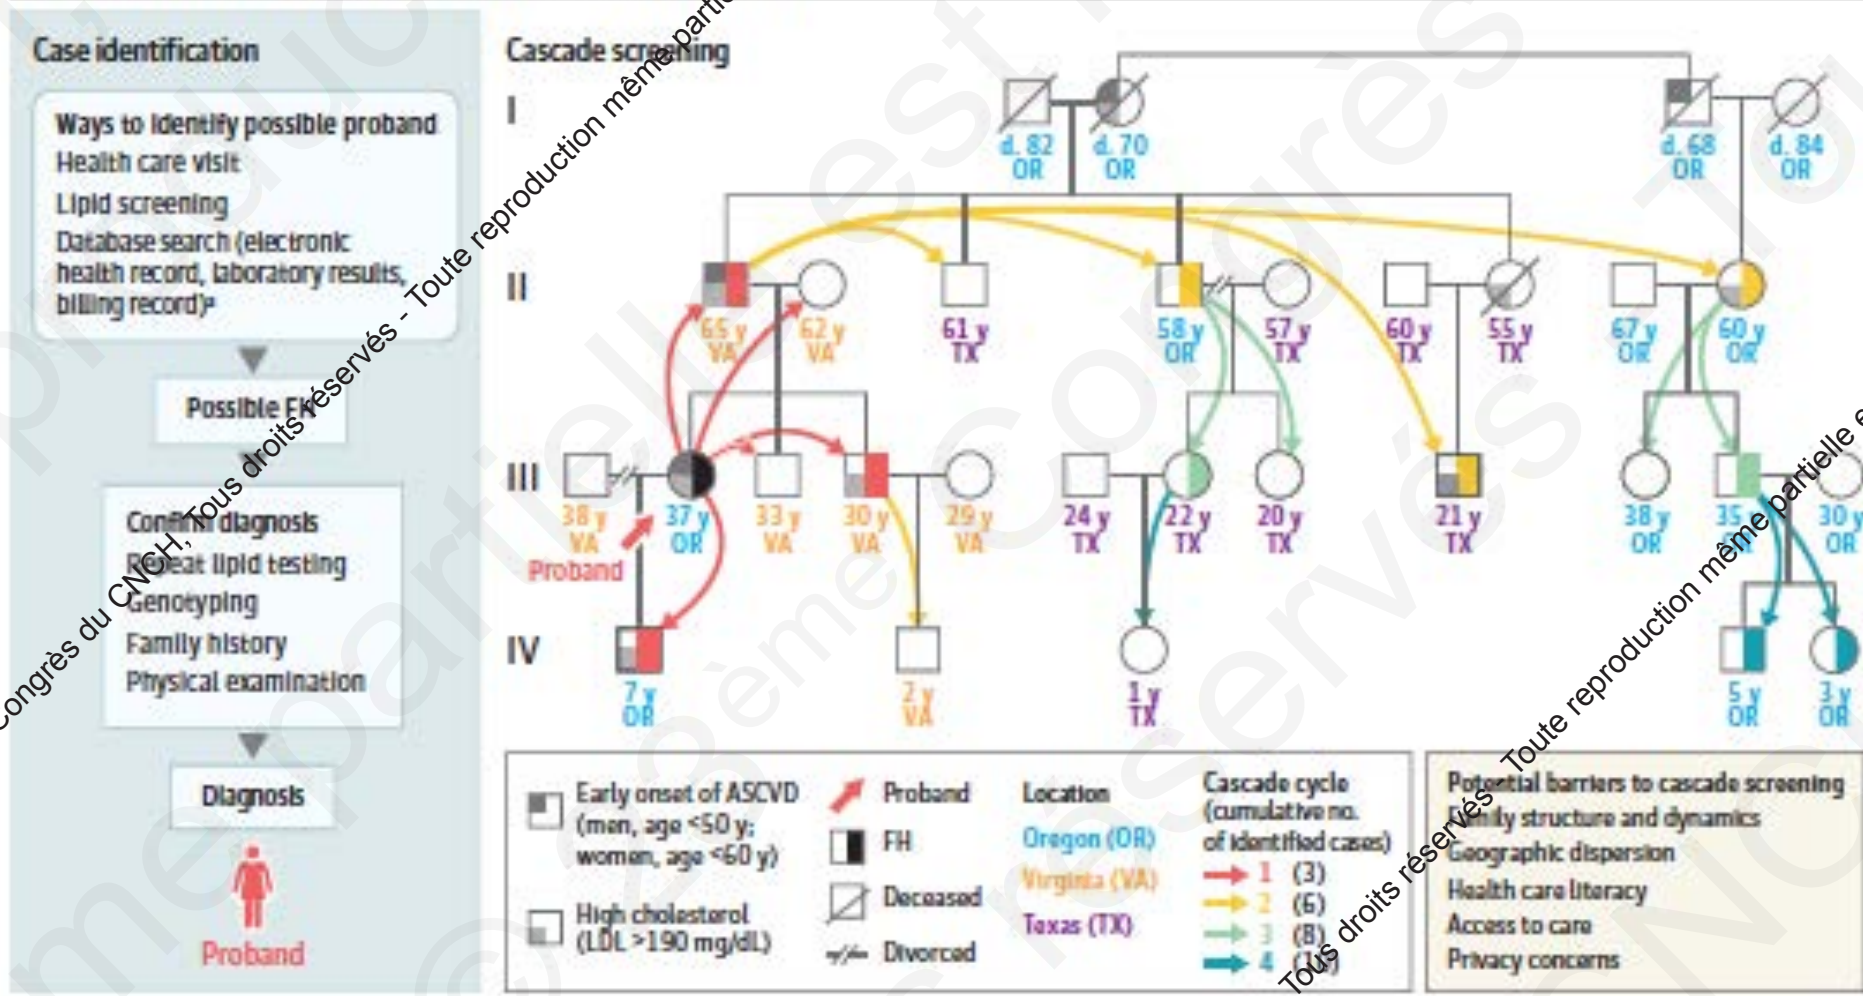 Case identification
Ways to identify possible proband
Health care visit
Lipid screening
Database search (electronic
health record, laboratory results,
billing record)ᵃ
Possible FH
Confirm diagnosis
Repeat lipid testing
Genotyping
Family history
Physical examination
Diagnosis
Proband
Cascade screening
I
d. 82 OR
d. 70 OR
d. 68 OR
d. 84 OR
II
65 y VA
62 y VA
61 y TX
58 y OR
57 y TX
60 y TX
55 y TX
67 y OR
60 y OR
III
38 y VA
37 y OR
33 y VA
30 y VA
29 y VA
24 y TX
22 y TX
20 y TX
21 y TX
38 y OR
35
30 y OR
Proband
IV
7 y OR
2 y VA
1 y TX
5 y OR
3 y OR
Early onset of ASCVD
(men, age <50 y;
women, age <60 y)
High cholesterol
(LDL >190 mg/dL)
Proband
FH
Deceased
Divorced
Location
Oregon (OR)
Virginia (VA)
Texas (TX)
Cascade cycle
(cumulative no.
of identified cases)
1 (3)
2 (6)
3 (8)
4
Potential barriers to cascade screening
Family structure and dynamics
Geographic dispersion
Health care literacy
Access to care
Privacy concerns
Congrès du CNCH, Tous droits réservés - Toute reproduction même partie
Tous droits réservés - Toute reproduction même partielle e